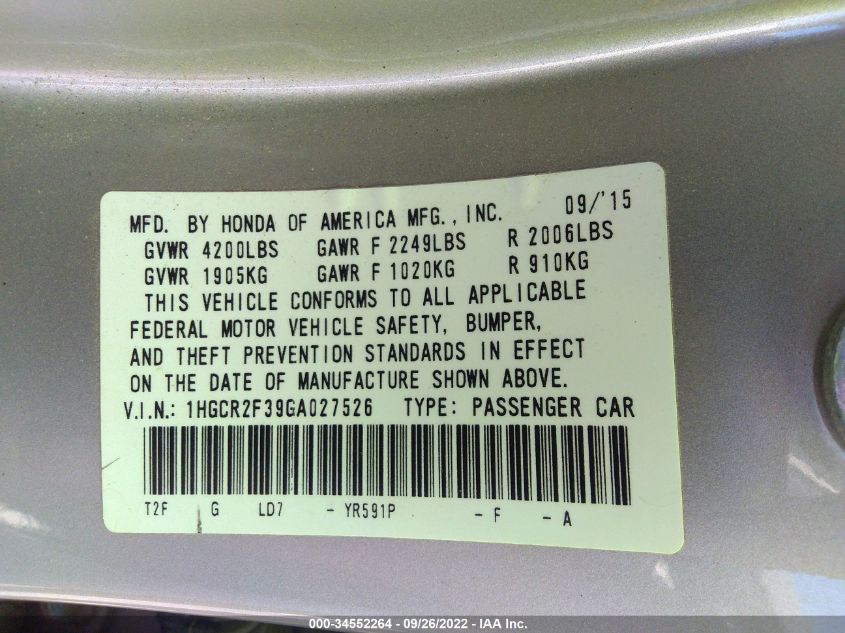 MFD. BY HONDA OF AMERICA MFG., INC. 09/'15
GVWR 4200LBS GAWR F 2249LBS R 2006LBS
GVWR 1905KG GAWR F 1020KG R 910KG
THIS VEHICLE CONFORMS TO ALL APPLICABLE
FEDERAL MOTOR VEHICLE SAFETY, BUMPER,
AND THEFT PREVENTION STANDARDS IN EFFECT
ON THE DATE OF MANUFACTURE SHOWN ABOVE.
V.I.N.: 1HGCR2F39GA027526 TYPE: PASSENGER CAR
T2F G LD7 - YR591P - F - A
000-34552264 - 09/26/2022 - IAA Inc.